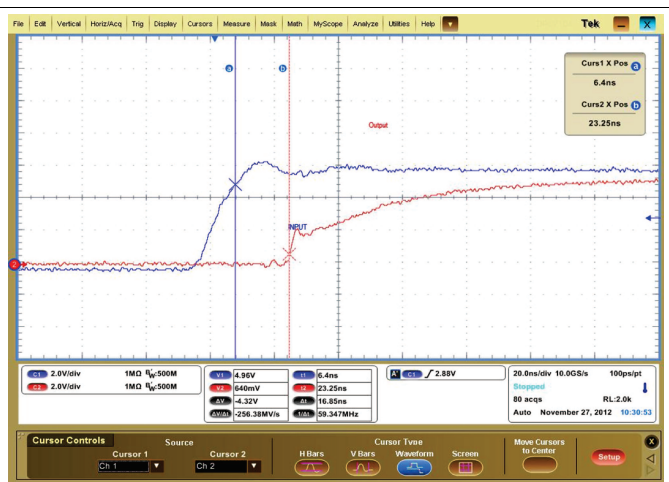 File Edit Vertical Horiz/Acq Trig Display Cursors Measure Mask Math MyScope Analyze Utilities Help Tek X
a b
Curs1 X Pos a
6.4ns
Curs2 X Pos b
23.25ns
Output
INPUT
2
C1 2.0V/div 1MΩ BW:500M
C2 2.0V/div 1MΩ BW:500M
V1 4.96V t1 6.4ns
V2 640mV t2 23.25ns
ΔV -4.32V Δt 16.85ns
ΔV/Δt -256.38MV/s 1/Δt 59.347MHz
A' C1 2.88V
20.0ns/div 10.0GS/s 100ps/pt
Stopped
80 acqs RL:2.0k
Auto November 27, 2012 10:30:53
Cursor Controls
Source
Cursor 1 Cursor 2
Ch 1 Ch 2
Cursor Type
H Bars V Bars Waveform Screen
Move Cursors
to Center
Setup
X